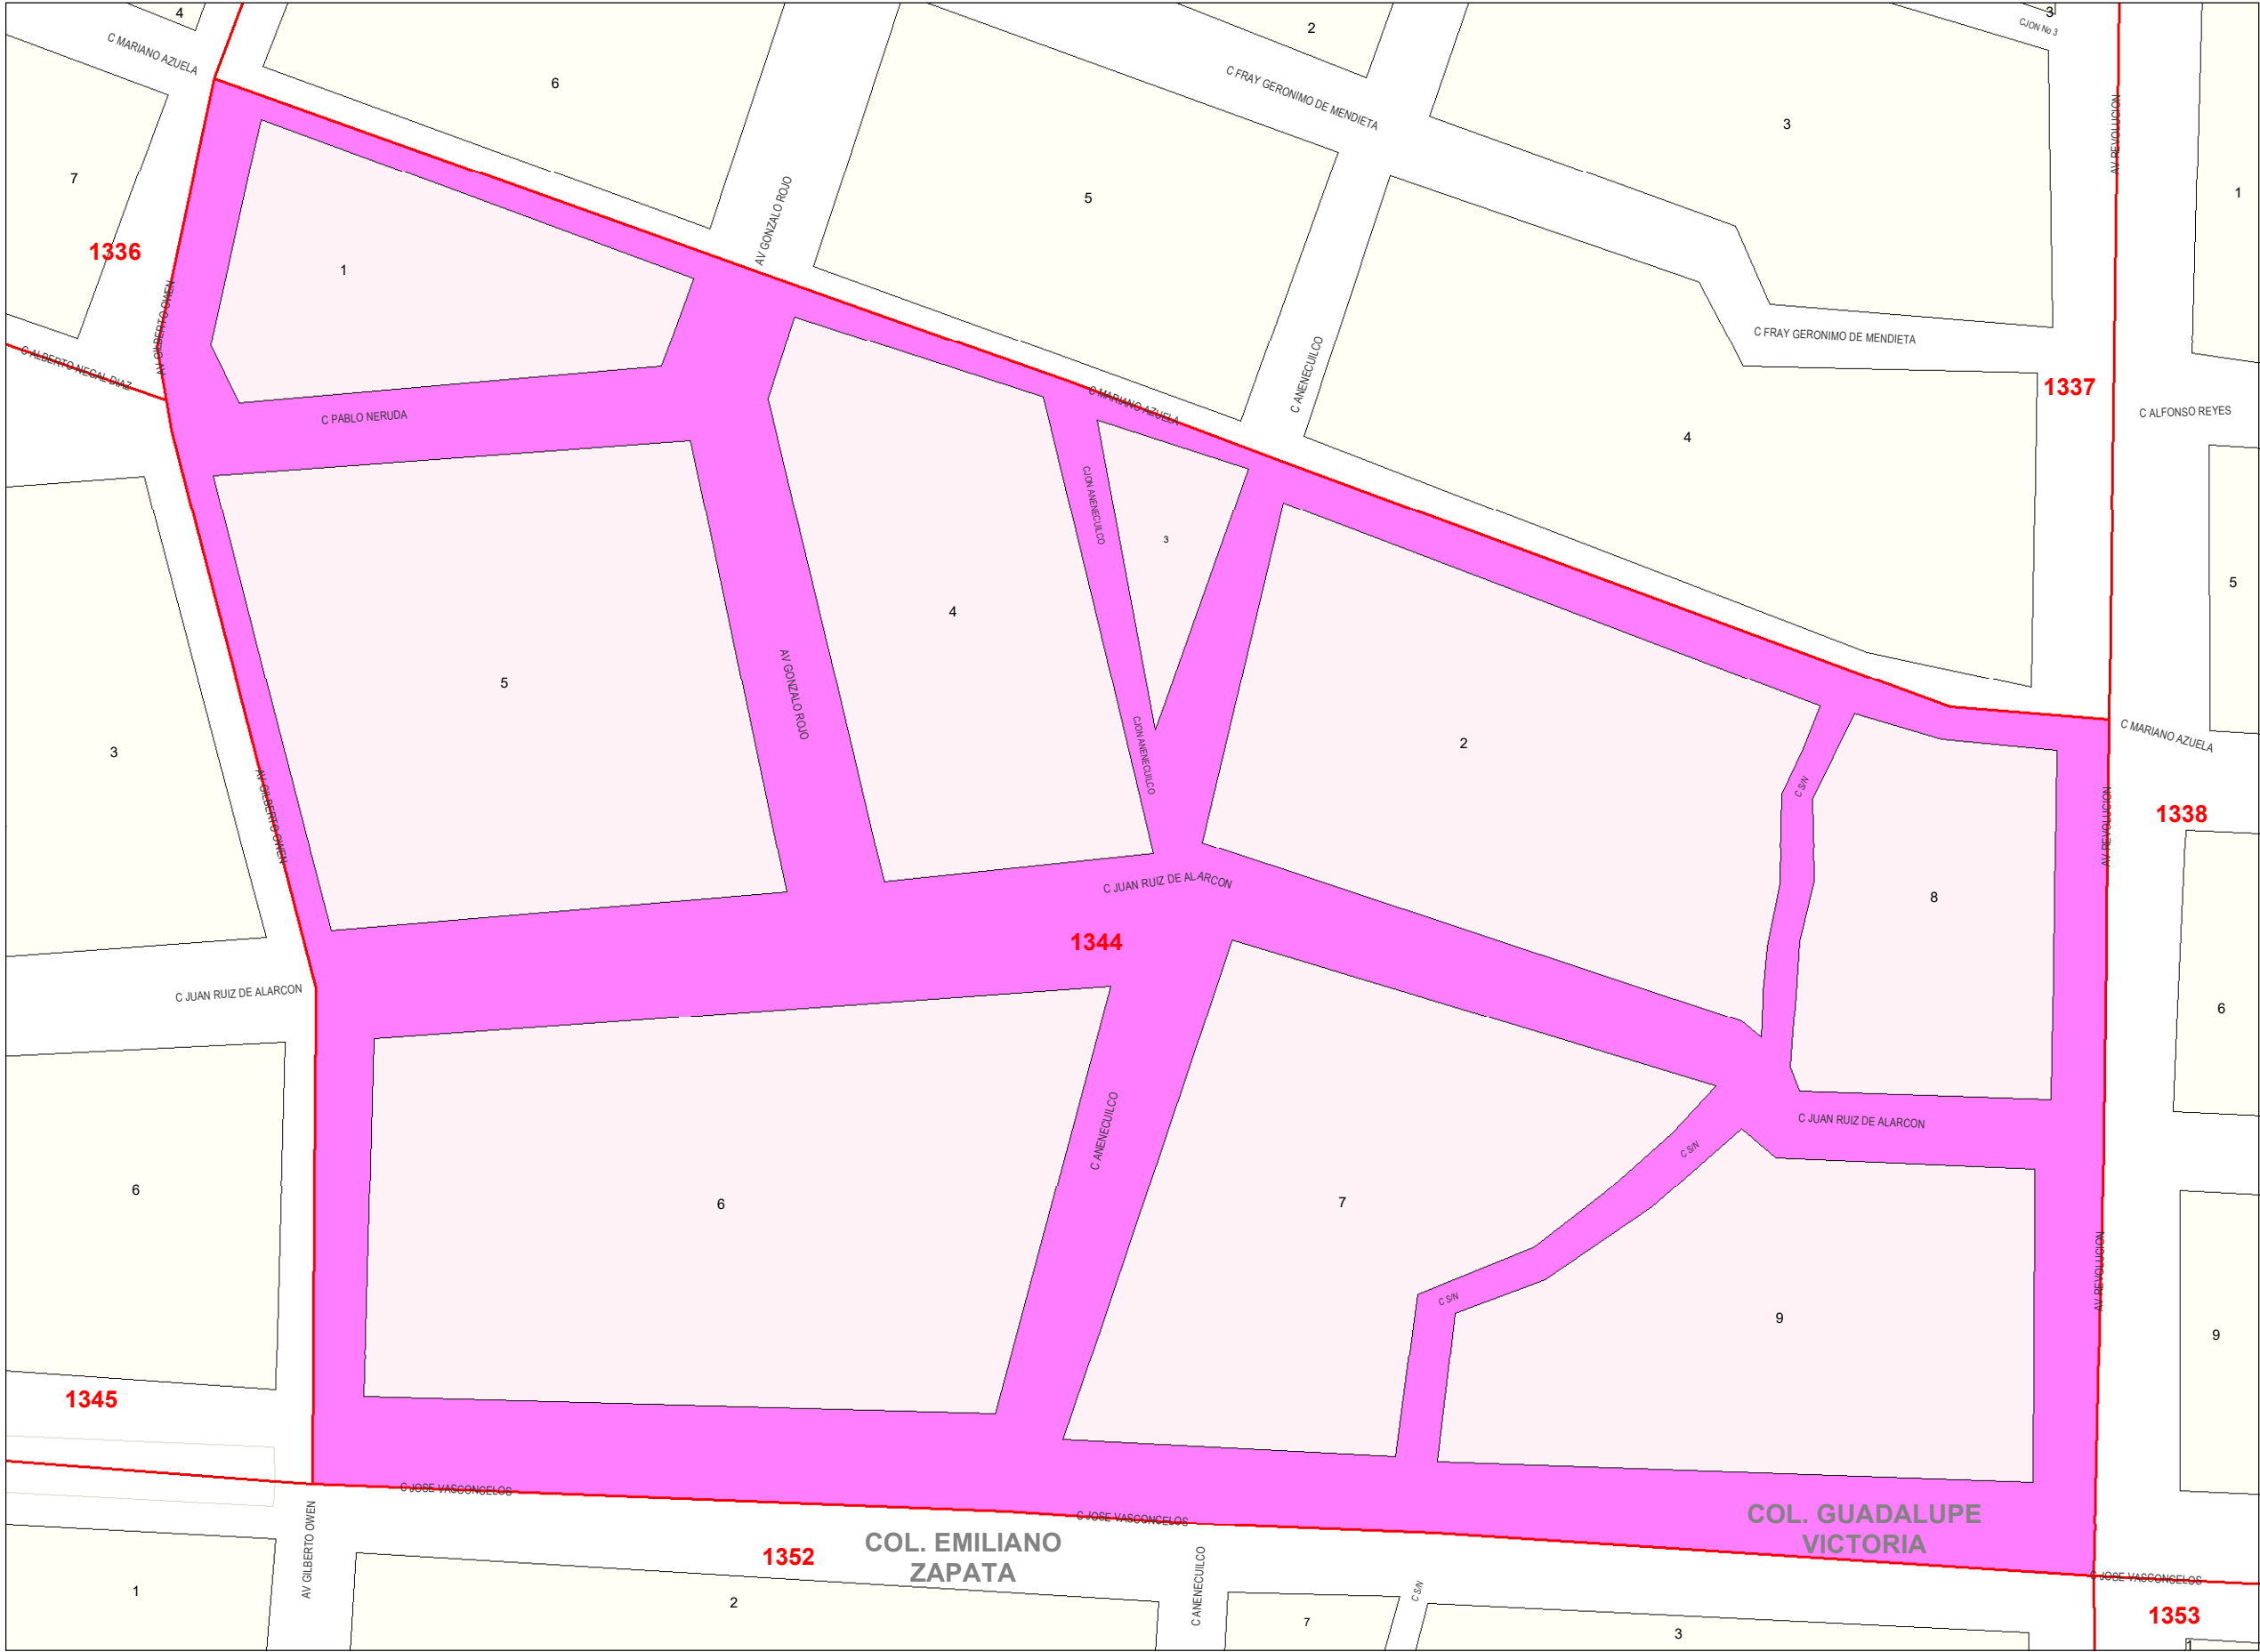 4
3
2
CJON No 3
C MARIANO AZUELA
6
C FRAY GERONIMO DE MENDIETA
3
AV REVOLUCION
7
5
1
AV GONZALO ROJO
1336
1
AV GILBERTO OWEN
C FRAY GERONIMO DE MENDIETA
C ALBERTO NEGAL DIAZ
C ANENECUILCO
1337
C MARIANO AZUELA
C ALFONSO REYES
C PABLO NERUDA
4
CJON ANENECUILCO
3
5
4
5
AV GONZALO ROJO
2
C MARIANO AZUELA
3
CJON ANENECUILCO
C S/N
1338
AV GILBERTO OWEN
AV REVOLUCION
C JUAN RUIZ DE ALARCON
8
1344
C JUAN RUIZ DE ALARCON
6
C ANENECUILCO
C JUAN RUIZ DE ALARCON
C S/N
6
6
7
AV REVOLUCION
C S/N
9
9
1345
C JOSE VASCONCELOS
C JOSE VASCONCELOS
COL. GUADALUPE
VICTORIA
COL. EMILIANO
ZAPATA
1352
AV GILBERTO OWEN
C ANENECUILCO
C JOSE VASCONCELOS
1
2
7
C S/N
3
1353
1